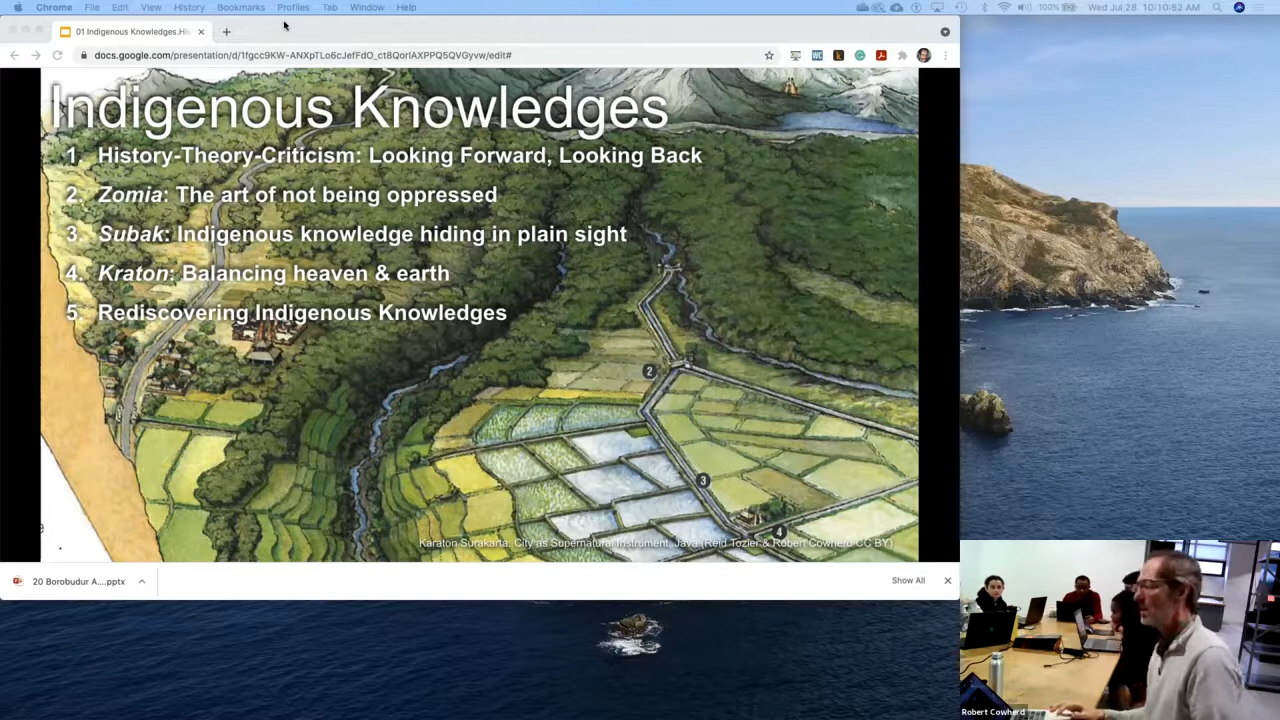 Chrome File Edit View History Bookmarks Profiles Tab Window Help 100% Wed Jul 28 10:10:52 AM
01 Indigenous Knowledges.His
docs.google.com/presentation/d/1fgcc9KW-ANXpTLo6cJefFdO_ct8QorIAXPPQ5QVGyvw/edit#
Indigenous Knowledges
1. History-Theory-Criticism: Looking Forward, Looking Back
2. Zomia: The art of not being oppressed
3. Subak: Indigenous knowledge hiding in plain sight
4. Kraton: Balancing heaven & earth
5. Rediscovering Indigenous Knowledges
2
3
4
Karaton Surakarta: City as Supernatural Instrument, Java (Reid Tozier & Robert Cowherd CC BY)
20 Borobudur A....pptx
Show All
Robert Cowherd